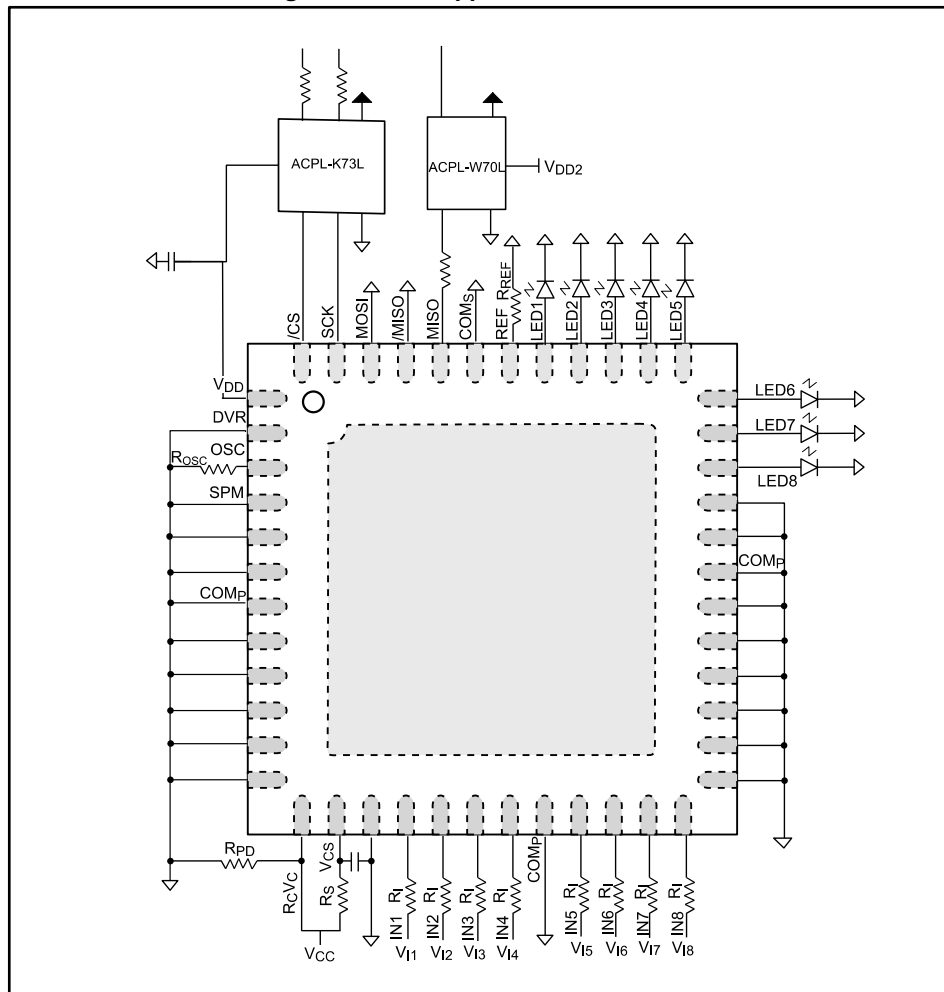 ACPL-K73L
ACPL-W70L
VDD2
/CS
SCK
MOSI
/MISO
MISO
COMS
REF
RREF
LED1
LED2
LED3
LED4
LED5
VDD
DVR
OSC
ROSC
SPM
COMP
LED6
LED7
LED8
COMP
RPD
RCVC
RS
VCS
VCC
IN1 RI
IN2 RI
IN3 RI
IN4 RI
COMP
IN5 RI
IN6 RI
IN7 RI
IN8 RI
VI1
VI2
VI3
VI4
VI5
VI6
VI7
VI8